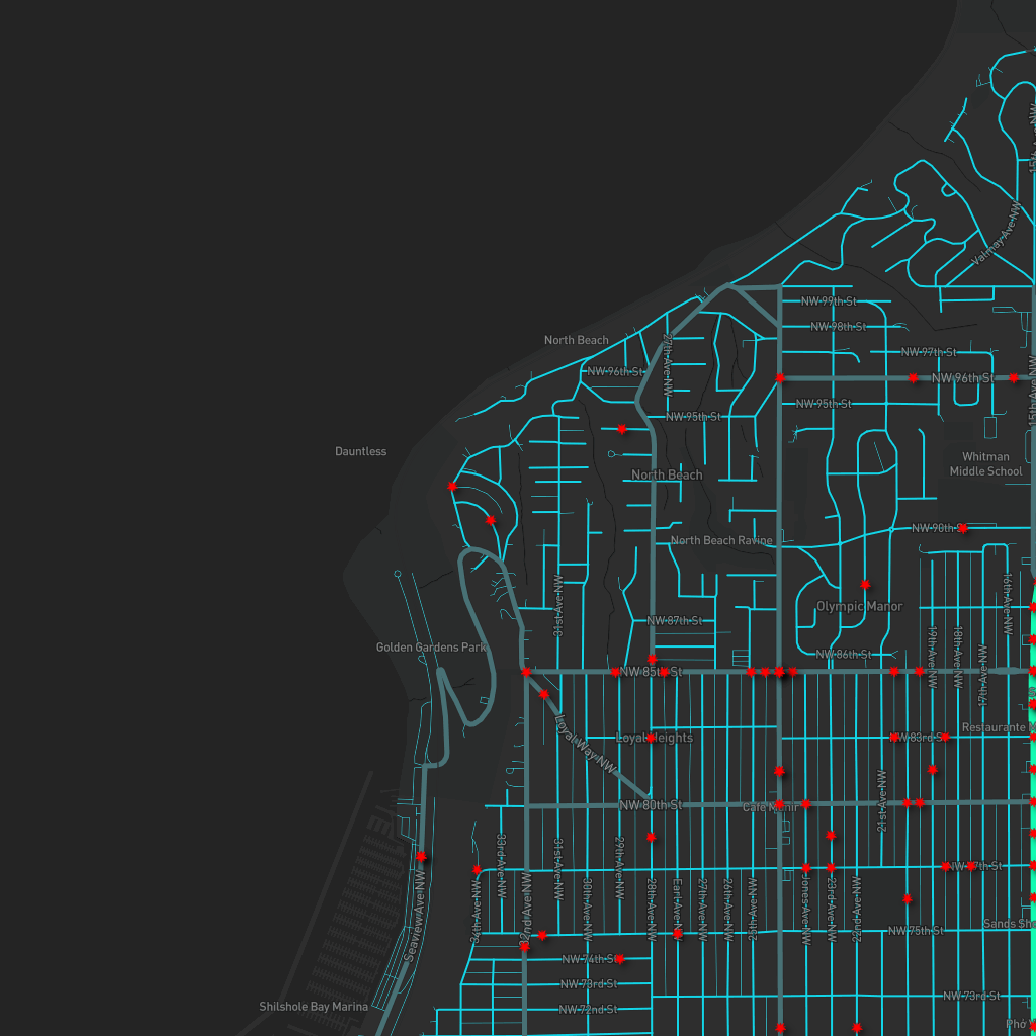 Valmay Ave NW
NW 99th St
NW 98th St
North Beach
27th Ave NW
NW 97th St
NW 96th St
NW 96th St
15th Ave NW
NW 95th St
NW 95th St
Dauntless
Whitman
Middle School
North Beach
NW 90th S
North Beach Ravine
31st Ave NW
16th Ave NW
Olympic Manor
NW 87th St
Golden Gardens Park
19th Ave NW
18th Ave NW
17th Ave NW
NW 86th St
NW 85th St
Restaurante
Loyal Way NW
Loyal Heights
NW 83rd St
NW 80th St
21st Ave NW
33rd Ave NW
31st Ave NW
29th Ave NW
34th Ave NW
32nd Ave NW
30th Ave NW
28th Ave NW
Earl Ave NW
27th Ave NW
26th Ave NW
25th Ave NW
Jones Ave NW
23rd Ave NW
22nd Ave NW
Seaview Ave NW
NW 75th St
Sands Sh
NW 74th St
NW 73rd St
NW 73rd St
Shilshole Bay Marina
NW 72nd St
Pho